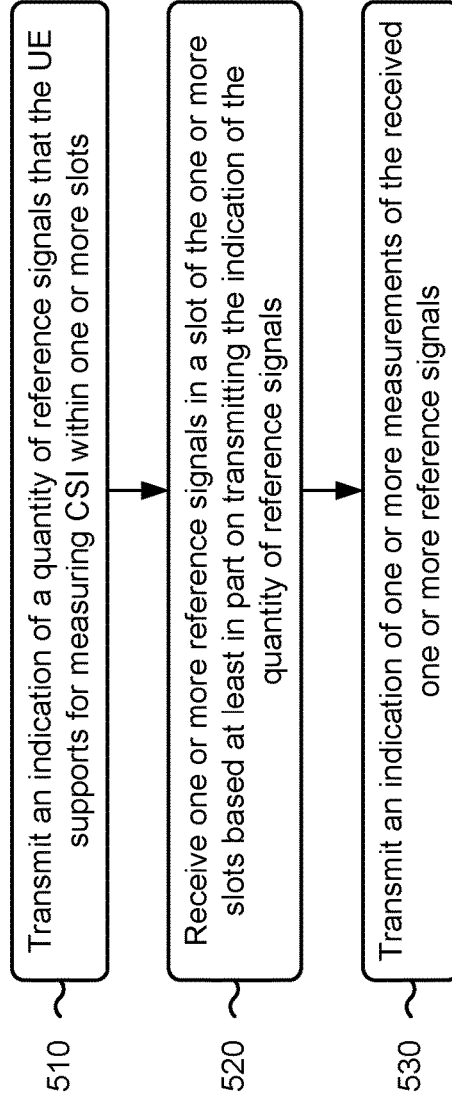 510
Transmit an indication of a quantity of reference signals that the UE
supports for measuring CSI within one or more slots
520
Receive one or more reference signals in a slot of the one or more
slots based at least in part on transmitting the indication of the
quantity of reference signals
530
Transmit an indication of one or more measurements of the received
one or more reference signals